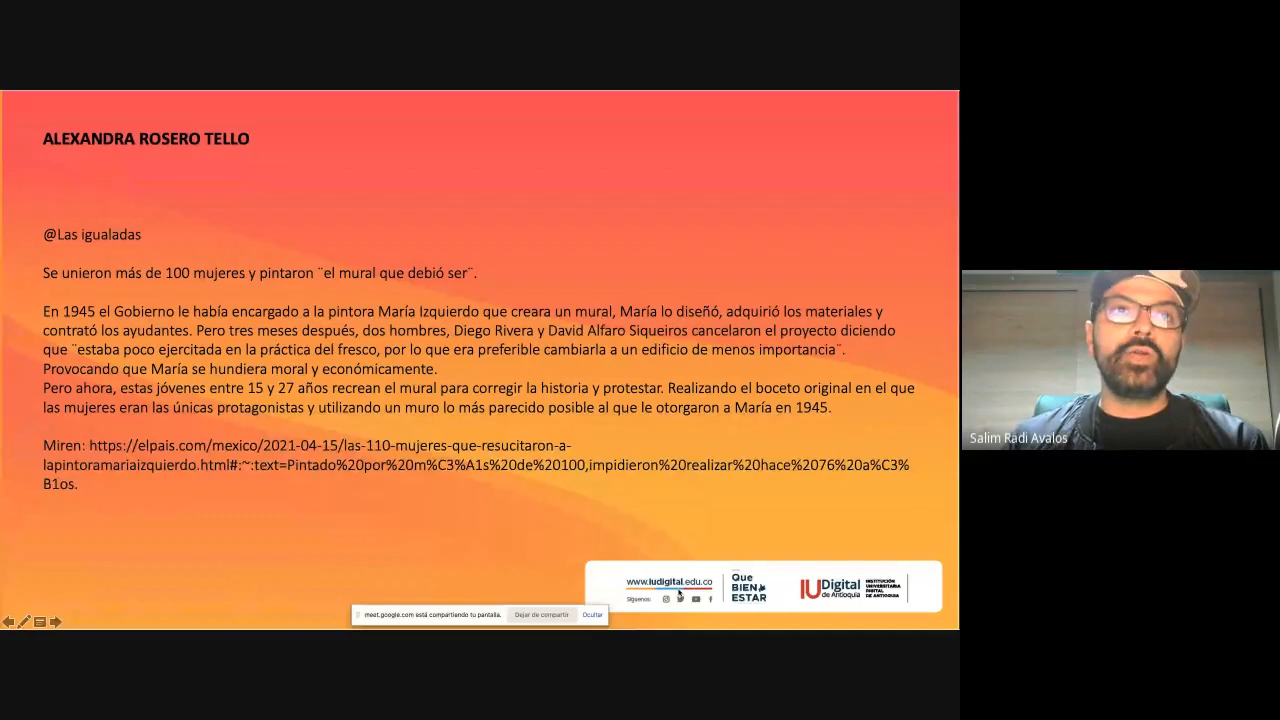 ALEXANDRA ROSERO TELLO
@Las igualadas
Se unieron más de 100 mujeres y pintaron ¨el mural que debió ser¨.
En 1945 el Gobierno le había encargado a la pintora María Izquierdo que creara un mural, María lo diseñó, adquirió los materiales y
contrató los ayudantes. Pero tres meses después, dos hombres, Diego Rivera y David Alfaro Siqueiros cancelaron el proyecto diciendo
que ¨estaba poco ejercitada en la práctica del fresco, por lo que era preferible cambiarla a un edificio de menos importancia¨.
Provocando que María se hundiera moral y económicamente.
Pero ahora, estas jóvenes entre 15 y 27 años recrean el mural para corregir la historia y protestar. Realizando el boceto original en el que
las mujeres eran las únicas protagonistas y utilizando un muro lo más parecido posible al que le otorgaron a María en 1945.
Miren: https://elpais.com/mexico/2021-04-15/las-110-mujeres-que-resucitaron-a-
lapintoramariaizquierdo.html#:~:text=Pintado%20por%20m%C3%A1s%20de%20100,impidieron%20realizar%20hace%2076%20a%C3%
B1os.
www.iudigital.edu.co
Síguenos:
Que
BIEN
ESTAR
IU Digital
de Antioquia
INSTITUCIÓN
UNIVERSITARIA
DIGITAL
DE ANTIOQUIA
meet.google.com está compartiendo tu pantalla. Dejar de compartir Ocultar
Salim Radi Avalos